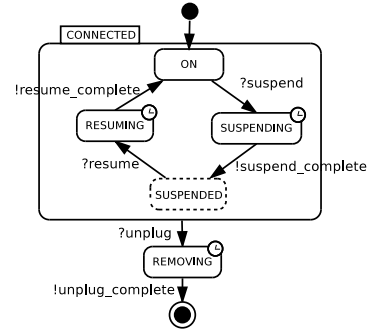 CONNECTED
ON
!resume_complete
?suspend
RESUMING
SUSPENDING
?resume
!suspend_complete
SUSPENDED
?unplug
REMOVING
!unplug_complete